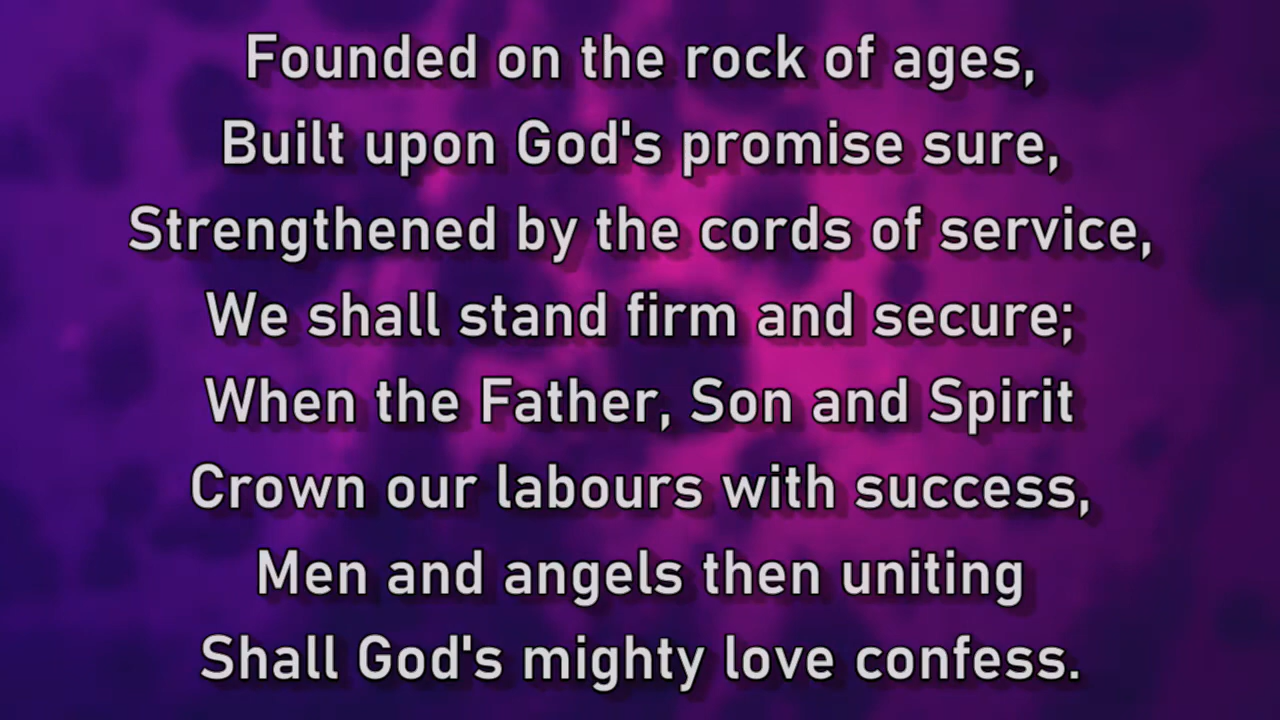 Founded on the rock of ages,
Built upon God's promise sure,
Strengthened by the cords of service,
We shall stand firm and secure;
When the Father, Son and Spirit
Crown our labours with success,
Men and angels then uniting
Shall God's mighty love confess.